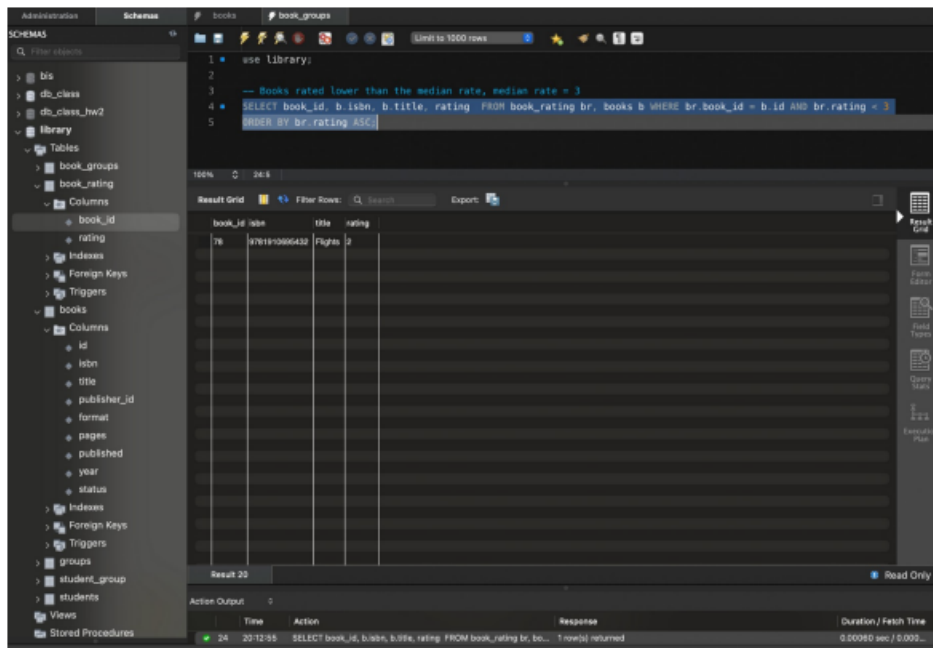 Administration Schemas books book_groups
SCHEMAS
Filter objects
Limit to 1000 rows
bis
db_class
db_class_hw2
library
Tables
book_groups
book_rating
Columns
book_id
rating
Indexes
Foreign Keys
Triggers
books
Columns
id
isbn
title
publisher_id
format
pages
published
year
status
Indexes
Foreign Keys
Triggers
groups
student_group
students
Views
Stored Procedures
1 use library;
2
3 -- Books rated lower than the median rate, median rate = 3
4 SELECT book_id, b.isbn, b.title, rating FROM book_rating br, books b WHERE br.book_id = b.id AND br.rating < 3
5 ORDER BY br.rating ASC;
100% 24:5
Result Grid Filter Rows: Search Export:
book_id isbn title rating
78 9781910695432 Flights 2
Result Grid
Form Editor
Field Types
Query Stats
Execution Plan
Result 20 Read Only
Action Output
Time Action Response Duration / Fetch Time
24 20:12:55 SELECT book_id, b.isbn, b.title, rating FROM book_rating br, bo... 1 row(s) returned 0.00060 sec / 0.000...